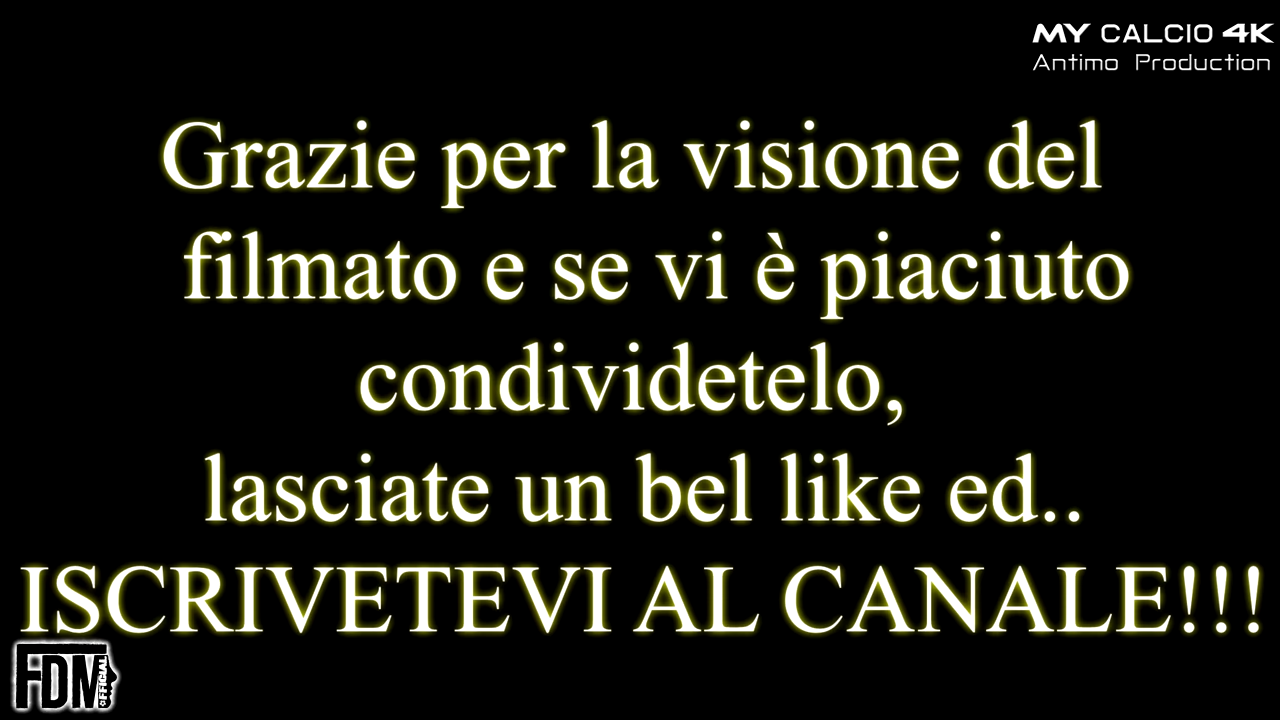 MY CALCIO 4K
Antimo Production
Grazie per la visione del
filmato e se vi è piaciuto
condividetelo,
lasciate un bel like ed..
ISCRIVETEVI AL CANALE!!!
FDM
OFFICIAL